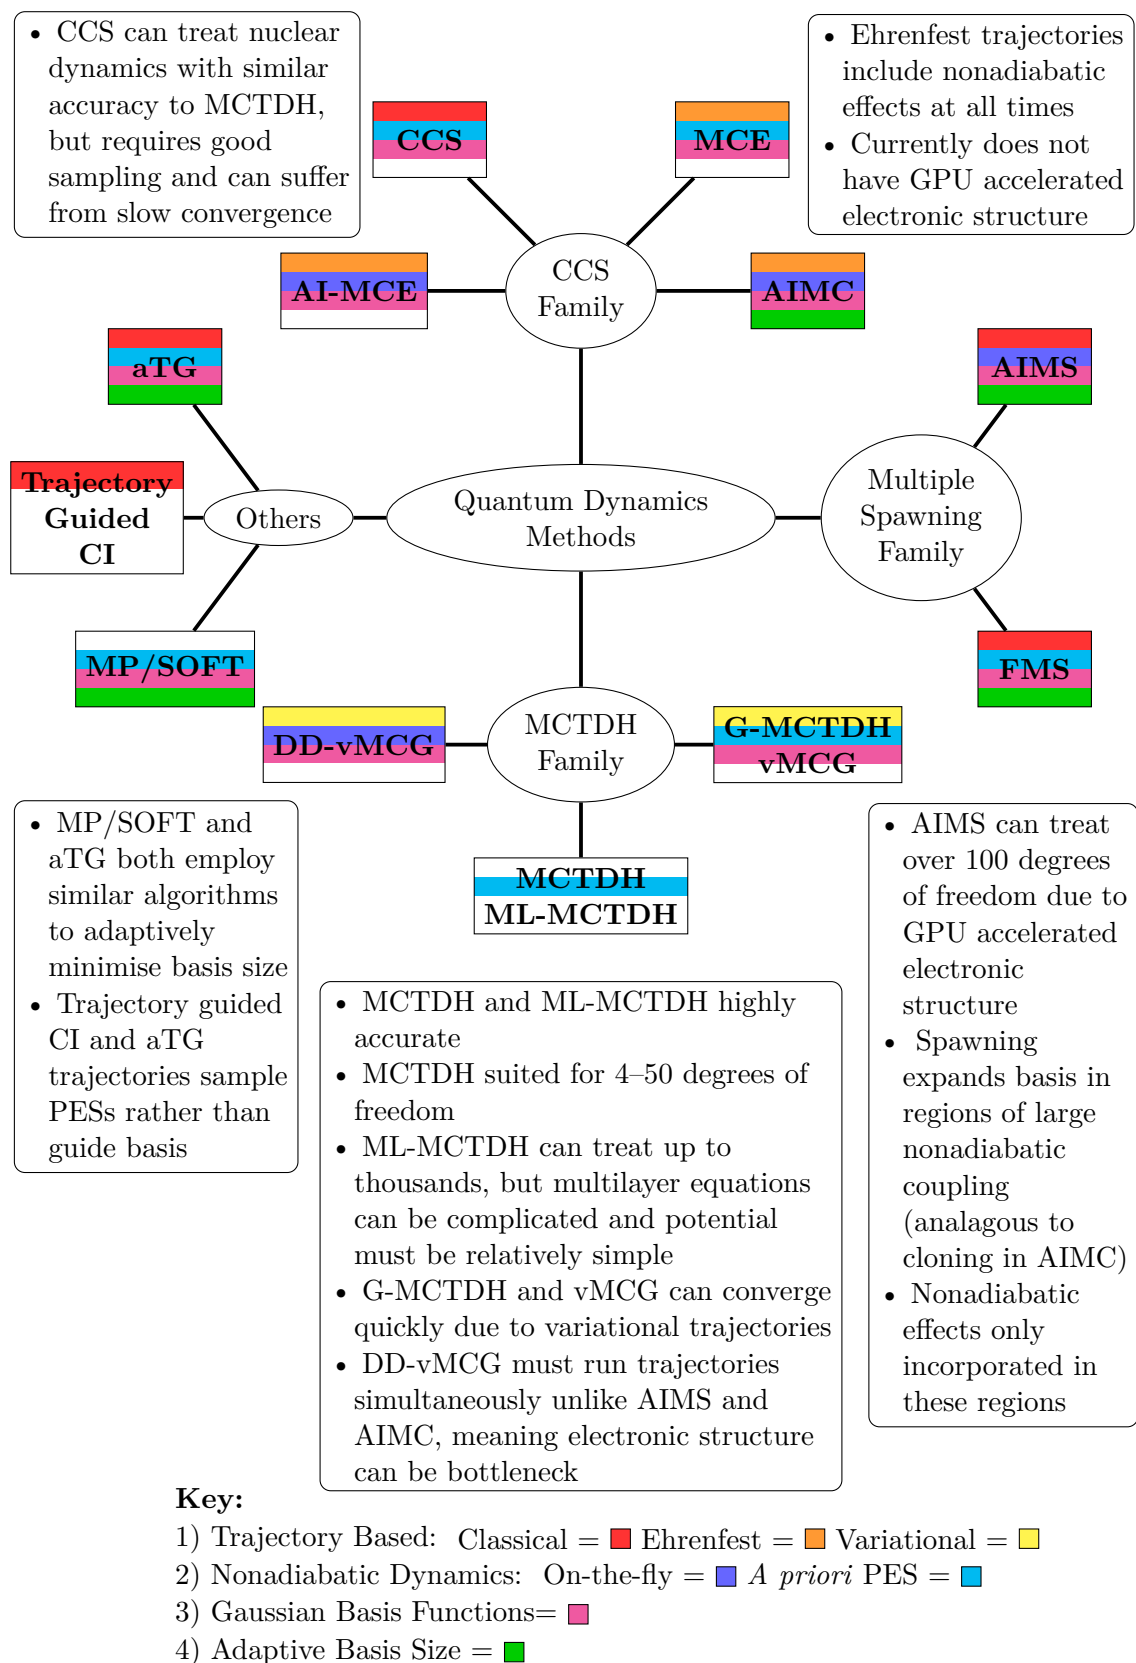 • CCS can treat nuclear
dynamics with similar
accuracy to MCTDH,
but requires good
sampling and can suffer
from slow convergence
• Ehrenfest trajectories
include nonadiabatic
effects at all times
• Currently does not
have GPU accelerated
electronic structure
CCS
MCE
CCS
Family
AI-MCE
AIMC
aTG
AIMS
Trajectory
Guided
CI
Others
Quantum Dynamics
Methods
Multiple
Spawning
Family
MP/SOFT
FMS
DD-vMCG
MCTDH
Family
G-MCTDH
vMCG
MCTDH
ML-MCTDH
• MP/SOFT and
aTG both employ
similar algorithms
to adaptively
minimise basis size
• Trajectory guided
CI and aTG
trajectories sample
PESs rather than
guide basis
• MCTDH and ML-MCTDH highly
accurate
• MCTDH suited for 4–50 degrees of
freedom
• ML-MCTDH can treat up to
thousands, but multilayer equations
can be complicated and potential
must be relatively simple
• G-MCTDH and vMCG can converge
quickly due to variational trajectories
• DD-vMCG must run trajectories
simultaneously unlike AIMS and
AIMC, meaning electronic structure
can be bottleneck
• AIMS can treat
over 100 degrees
of freedom due to
GPU accelerated
electronic
structure
• Spawning
expands basis in
regions of large
nonadiabatic
coupling
(analagous to
cloning in AIMC)
• Nonadiabatic
effects only
incorporated in
these regions
Key:
1) Trajectory Based: Classical = Ehrenfest = Variational =
2) Nonadiabatic Dynamics: On-the-fly = A priori PES =
3) Gaussian Basis Functions=
4) Adaptive Basis Size =